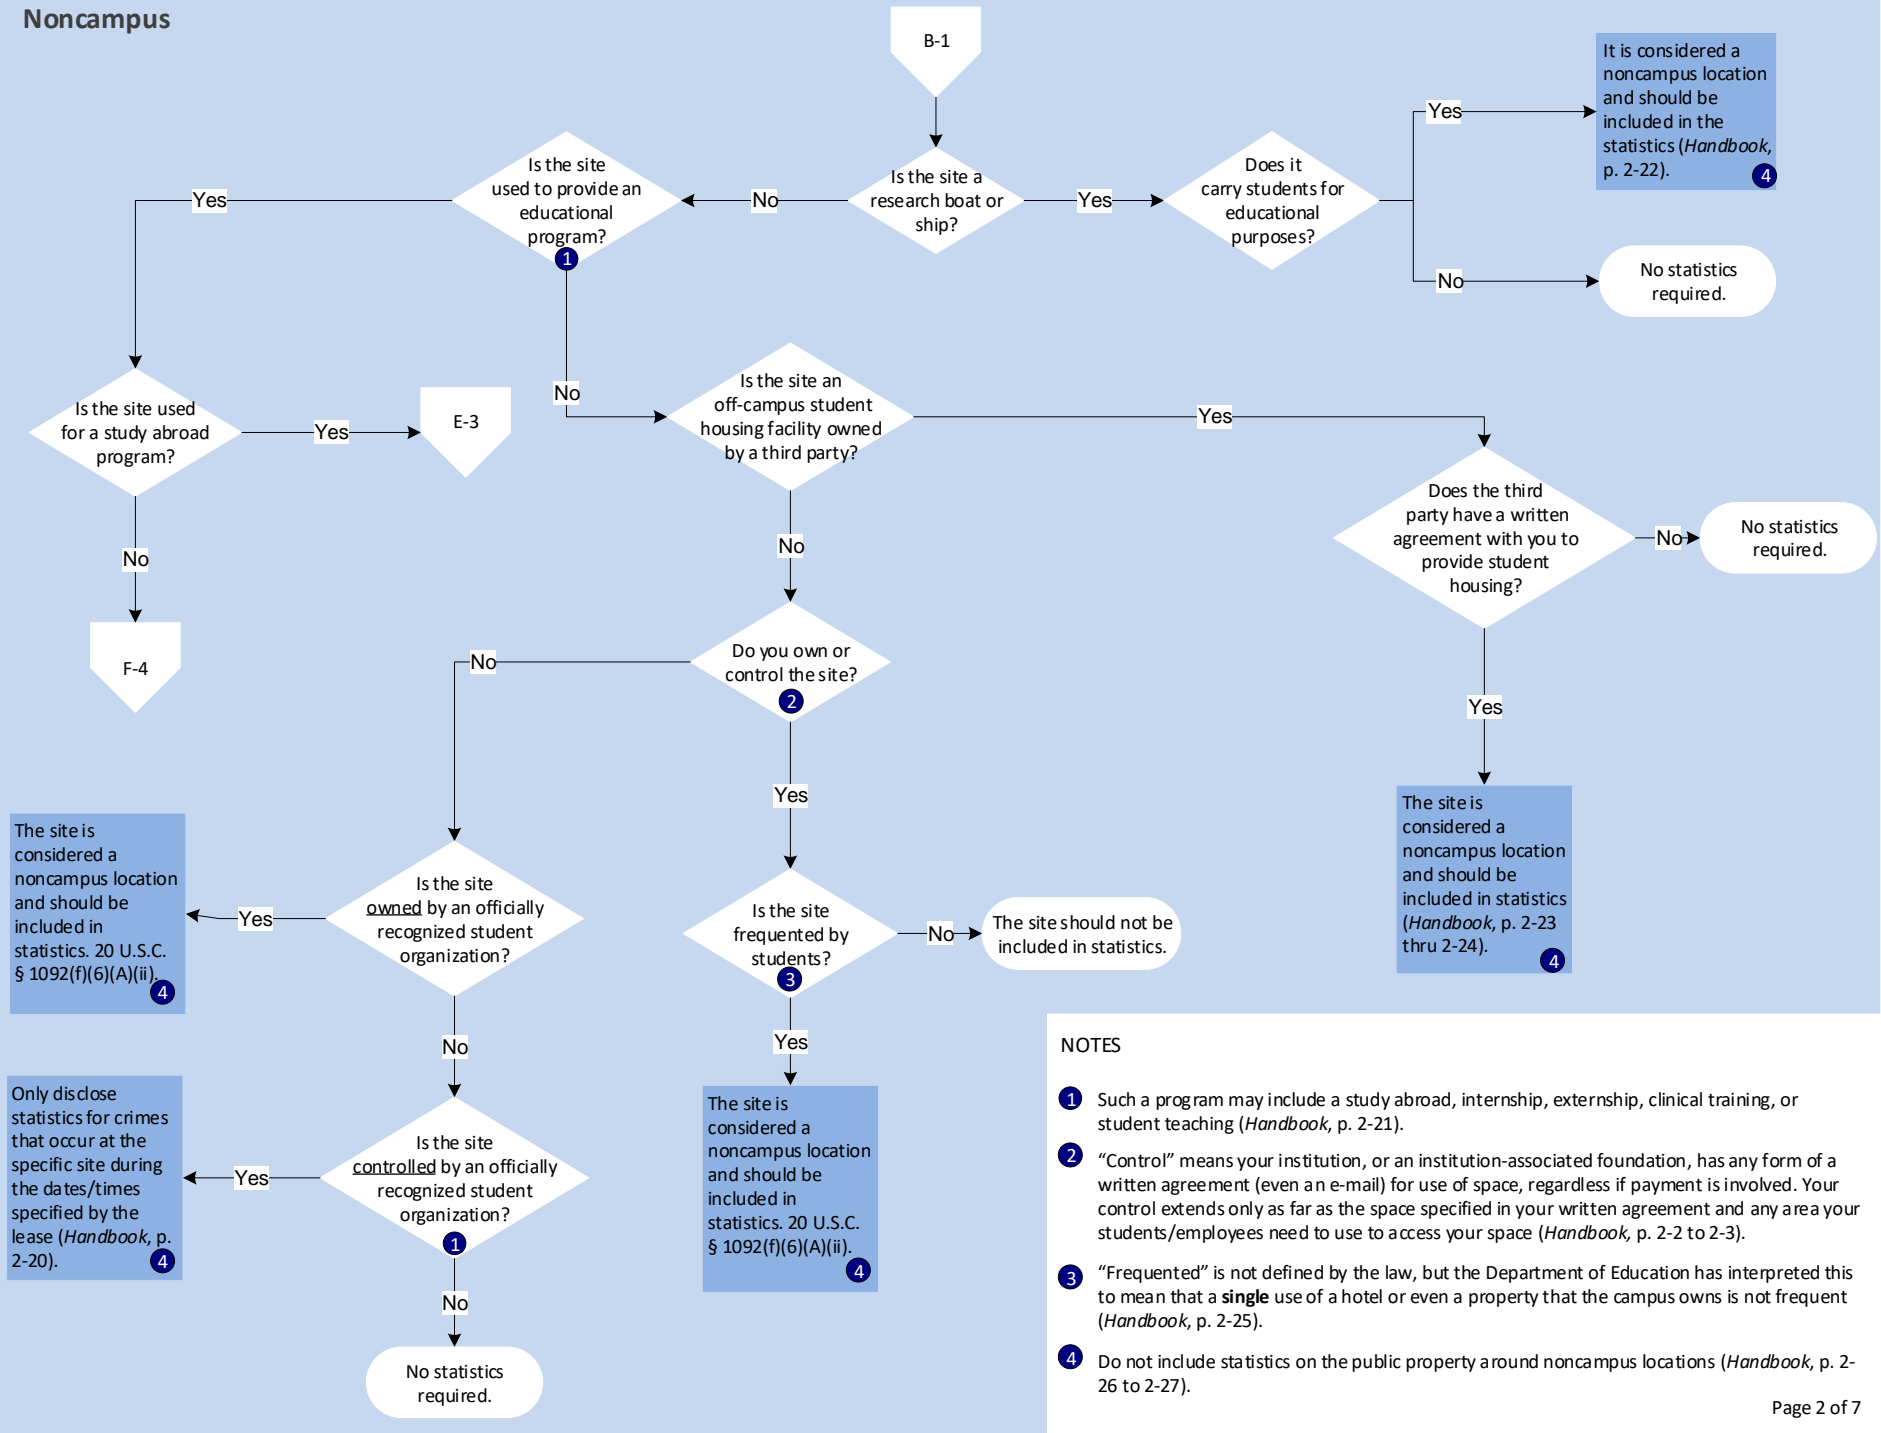 Noncampus
B-1
It is considered a
noncampus location
and should be
included in the
statistics (Handbook,
p. 2-22).
4
Yes
Is the site
used to provide an
educational
program?
1
Is the site a
research boat or
ship?
Does it
carry students for
educational
purposes?
Yes
No
Yes
No
No statistics
required.
Is the site used
for a study abroad
program?
Yes
E-3
No
Is the site an
off-campus student
housing facility owned
by a third party?
Yes
Does the third
party have a written
agreement with you to
provide student
housing?
No
No statistics
required.
No
F-4
No
Do you own or
control the site?
2
No
Yes
Yes
The site is
considered a
noncampus location
and should be
included in statistics
(Handbook, p. 2-23
thru 2-24).
4
The site is
considered a
noncampus location
and should be
included in
statistics. 20 U.S.C.
§ 1092(f)(6)(A)(ii).
4
Yes
Is the site
owned by an officially
recognized student
organization?
Is the site
frequented by
students?
3
No
The site should not be
included in statistics.
No
Yes
Only disclose
statistics for crimes
that occur at the
specific site during
the dates/times
specified by the
lease (Handbook, p.
2-20).
4
Yes
Is the site
controlled by an officially
recognized student
organization?
1
The site is
considered a
noncampus location
and should be
included in
statistics. 20 U.S.C.
§ 1092(f)(6)(A)(ii).
4
No
No statistics
required.
NOTES
1 Such a program may include a study abroad, internship, externship, clinical training, or
student teaching (Handbook, p. 2-21).
2 “Control” means your institution, or an institution-associated foundation, has any form of a
written agreement (even an e-mail) for use of space, regardless if payment is involved. Your
control extends only as far as the space specified in your written agreement and any area your
students/employees need to use to access your space (Handbook, p. 2-2 to 2-3).
3 “Frequented” is not defined by the law, but the Department of Education has interpreted this
to mean that a single use of a hotel or even a property that the campus owns is not frequent
(Handbook, p. 2-25).
4 Do not include statistics on the public property around noncampus locations (Handbook, p. 2-
26 to 2-27).
Page 2 of 7